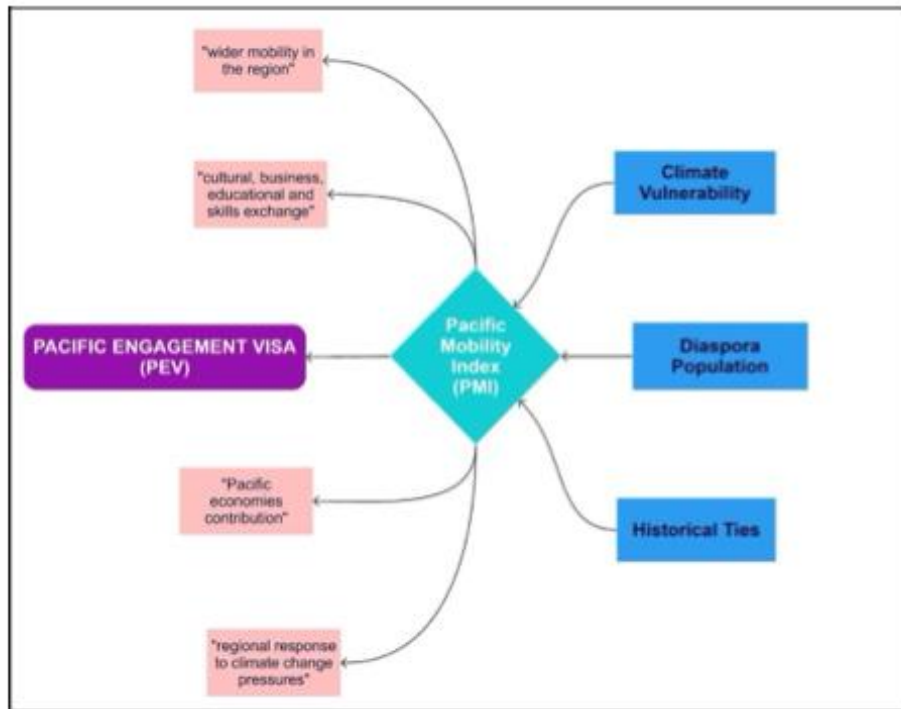 "wider mobility in
the region"
"cultural, business,
educational and
skills exchange"
Climate
Vulnerability
PACIFIC ENGAGEMENT VISA
(PEV)
Pacific
Mobility
Index
(PMI)
Diaspora
Population
"Pacific
economies
contribution"
Historical Ties
"regional response
to climate change
pressures"